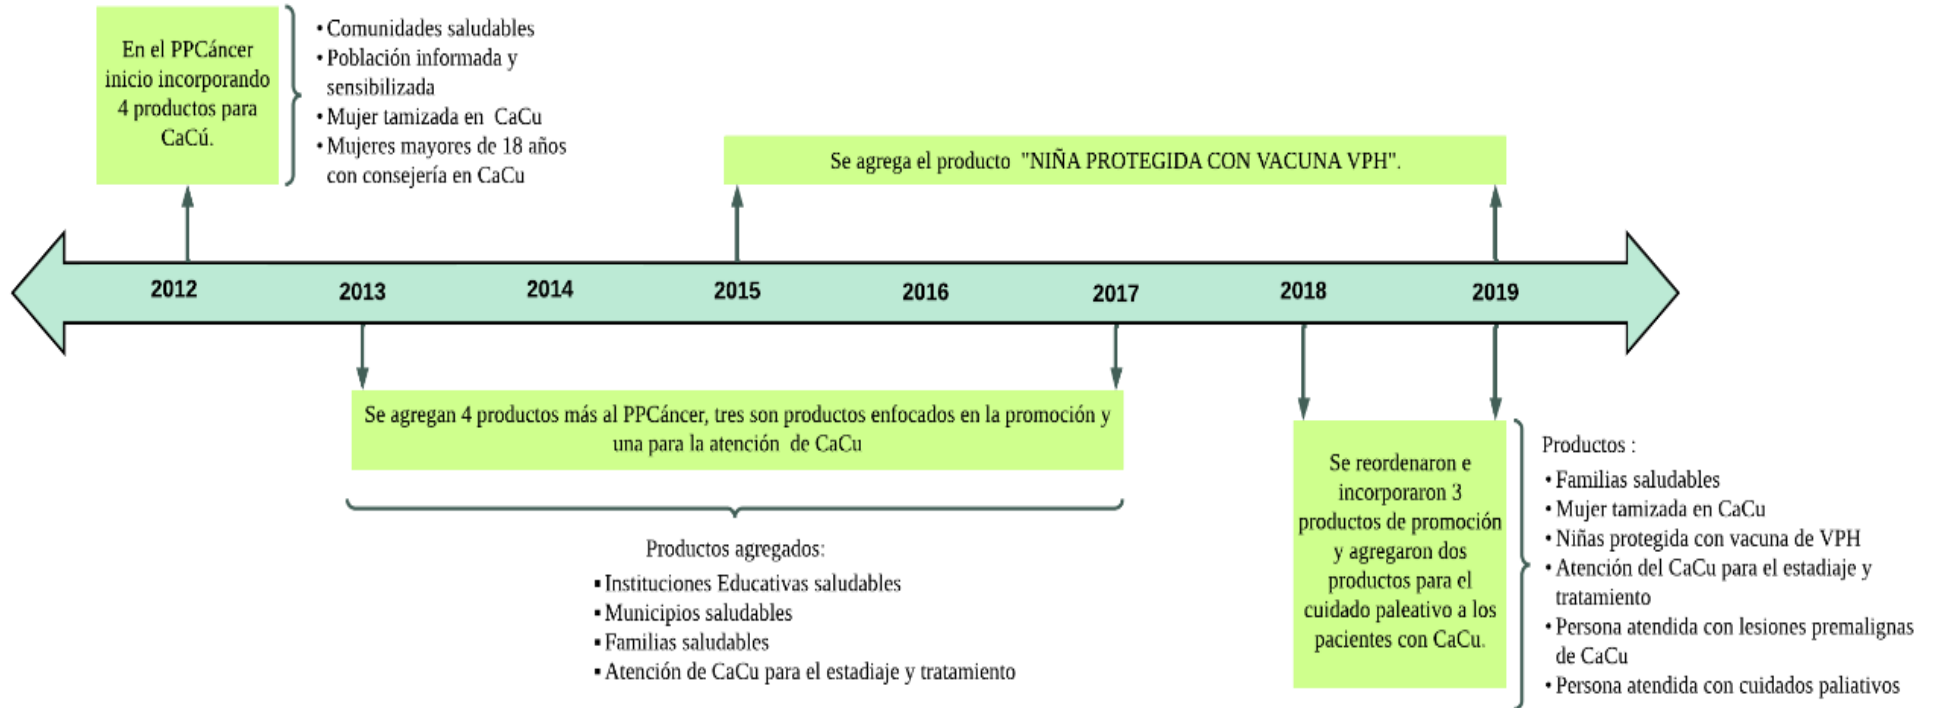 En el PPCáncer
inicio incorporando
4 productos para
CaCú.
• Comunidades saludables
• Población informada y
sensibilizada
• Mujer tamizada en CaCu
• Mujeres mayores de 18 años
con consejería en CaCu
Se agrega el producto "NIÑA PROTEGIDA CON VACUNA VPH".
2012 2013 2014 2015 2016 2017 2018 2019
Se agregan 4 productos más al PPCáncer, tres son productos enfocados en la promoción y
una para la atención de CaCu
Productos agregados:
▪ Instituciones Educativas saludables
▪ Municipios saludables
▪ Familias saludables
▪ Atención de CaCu para el estadiaje y tratamiento
Se reordenaron e
incorporaron 3
productos de promoción
y agregaron dos
productos para el
cuidado paleativo a los
pacientes con CaCu.
Productos :
• Familias saludables
• Mujer tamizada en CaCu
• Niñas protegida con vacuna de VPH
• Atención del CaCu para el estadiaje y
tratamiento
• Persona atendida con lesiones premalignas
de CaCu
• Persona atendida con cuidados paliativos